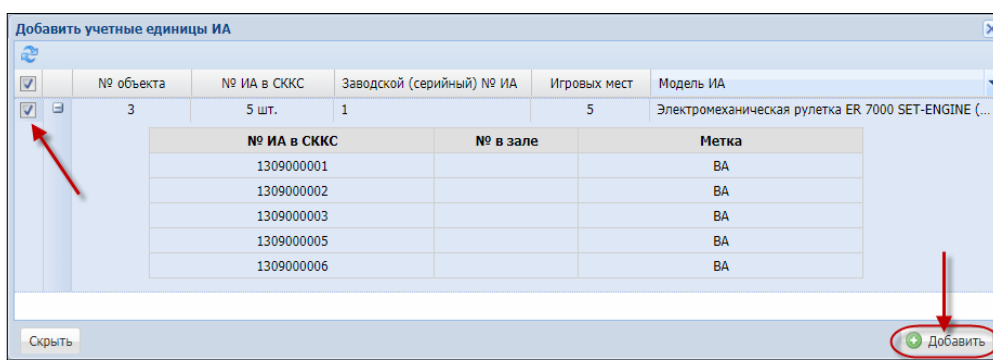 Добавить учетные единицы ИА
№ объекта № ИА в СККС Заводской (серийный) № ИА Игровых мест Модель ИА
3 5 шт. 1 5 Электромеханическая рулетка ER 7000 SET-ENGINE (...
№ ИА в СККС № в зале Метка
1309000001 ВА
1309000002 ВА
1309000003 ВА
1309000005 ВА
1309000006 ВА
Скрыть Добавить